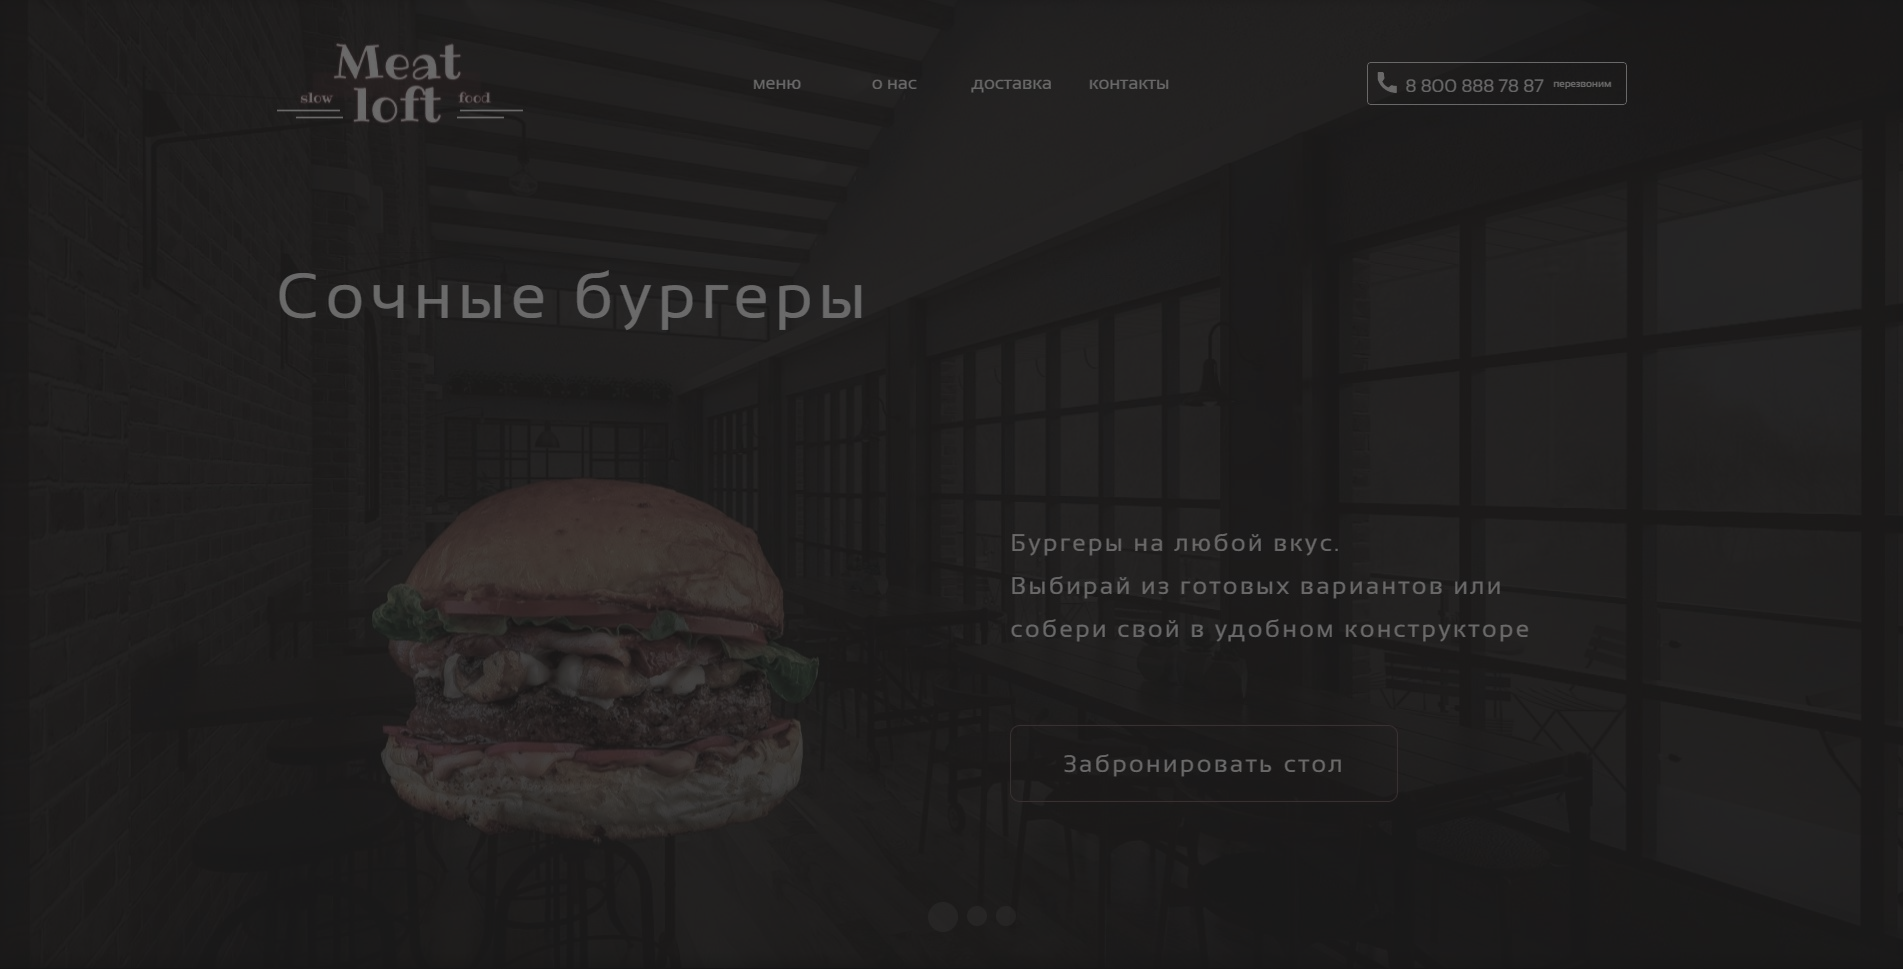 Meat
slow loft food
меню о нас доставка контакты
8 800 888 78 87 перезвоним
Сочные бургеры
Бургеры на любой вкус.
Выбирай из готовых вариантов или
собери свой в удобном конструкторе
Забронировать стол